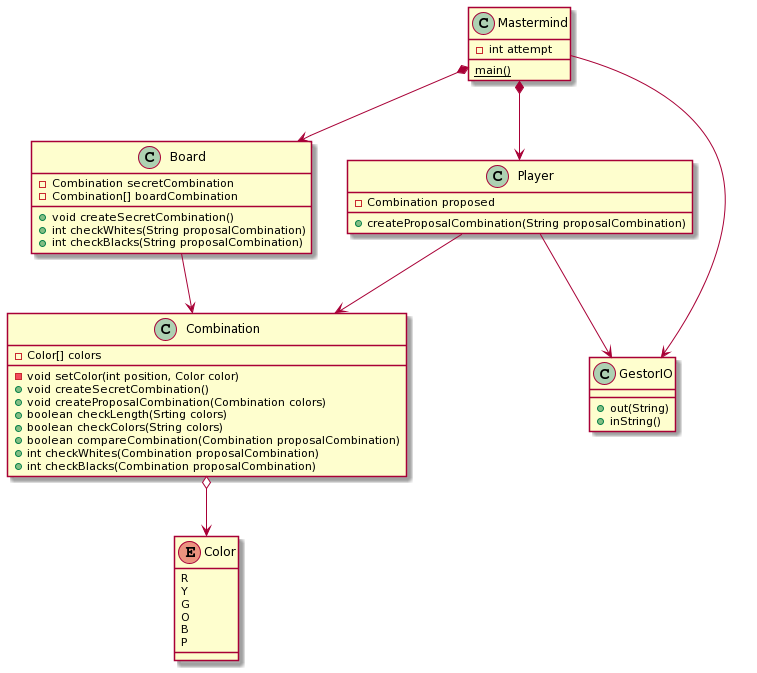 C Mastermind
int attempt
main()
C Board
Combination secretCombination
Combination[] boardCombination
void createSecretCombination()
int checkWhites(String proposalCombination)
int checkBlacks(String proposalCombination)
C Player
Combination proposed
createProposalCombination(String proposalCombination)
C Combination
Color[] colors
void setColor(int position, Color color)
void createSecretCombination()
void createProposalCombination(Combination colors)
boolean checkLength(Srting colors)
boolean checkColors(String colors)
boolean compareCombination(Combination proposalCombination)
int checkWhites(Combination proposalCombination)
int checkBlacks(Combination proposalCombination)
C GestorIO
out(String)
inString()
E Color
R
Y
G
O
B
P